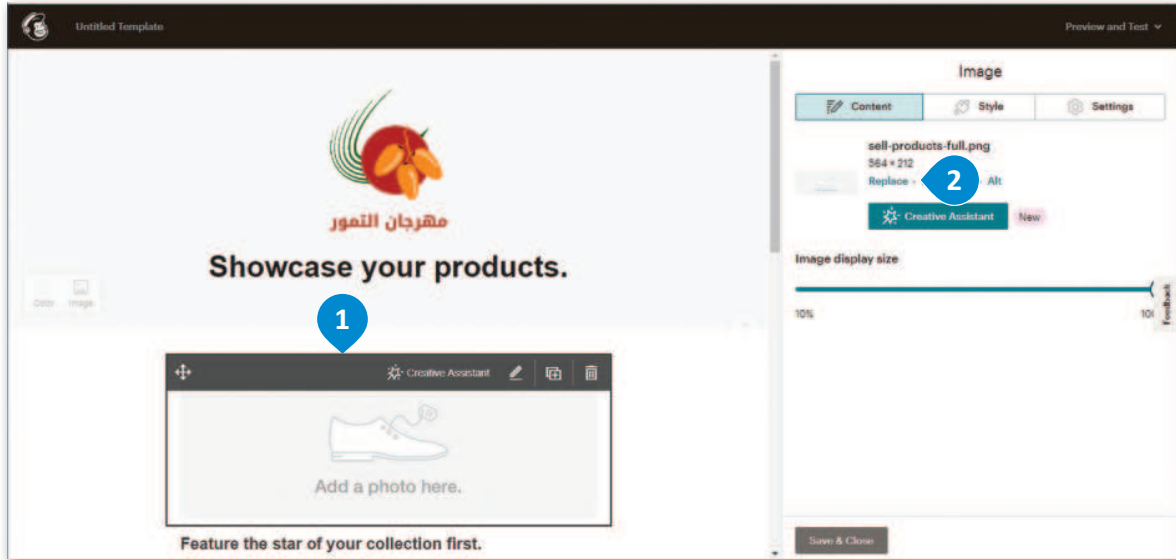 Untitled Template
Preview and Test
مهرجان التمور
Showcase your products.
Color Image
1
Creative Assistant
Add a photo here.
Feature the star of your collection first.
Image
Content Style Settings
sell-products-full.png
564 × 212
Replace 2 Alt
Creative Assistant New
Image display size
10% 10
Feedback
Save & Close